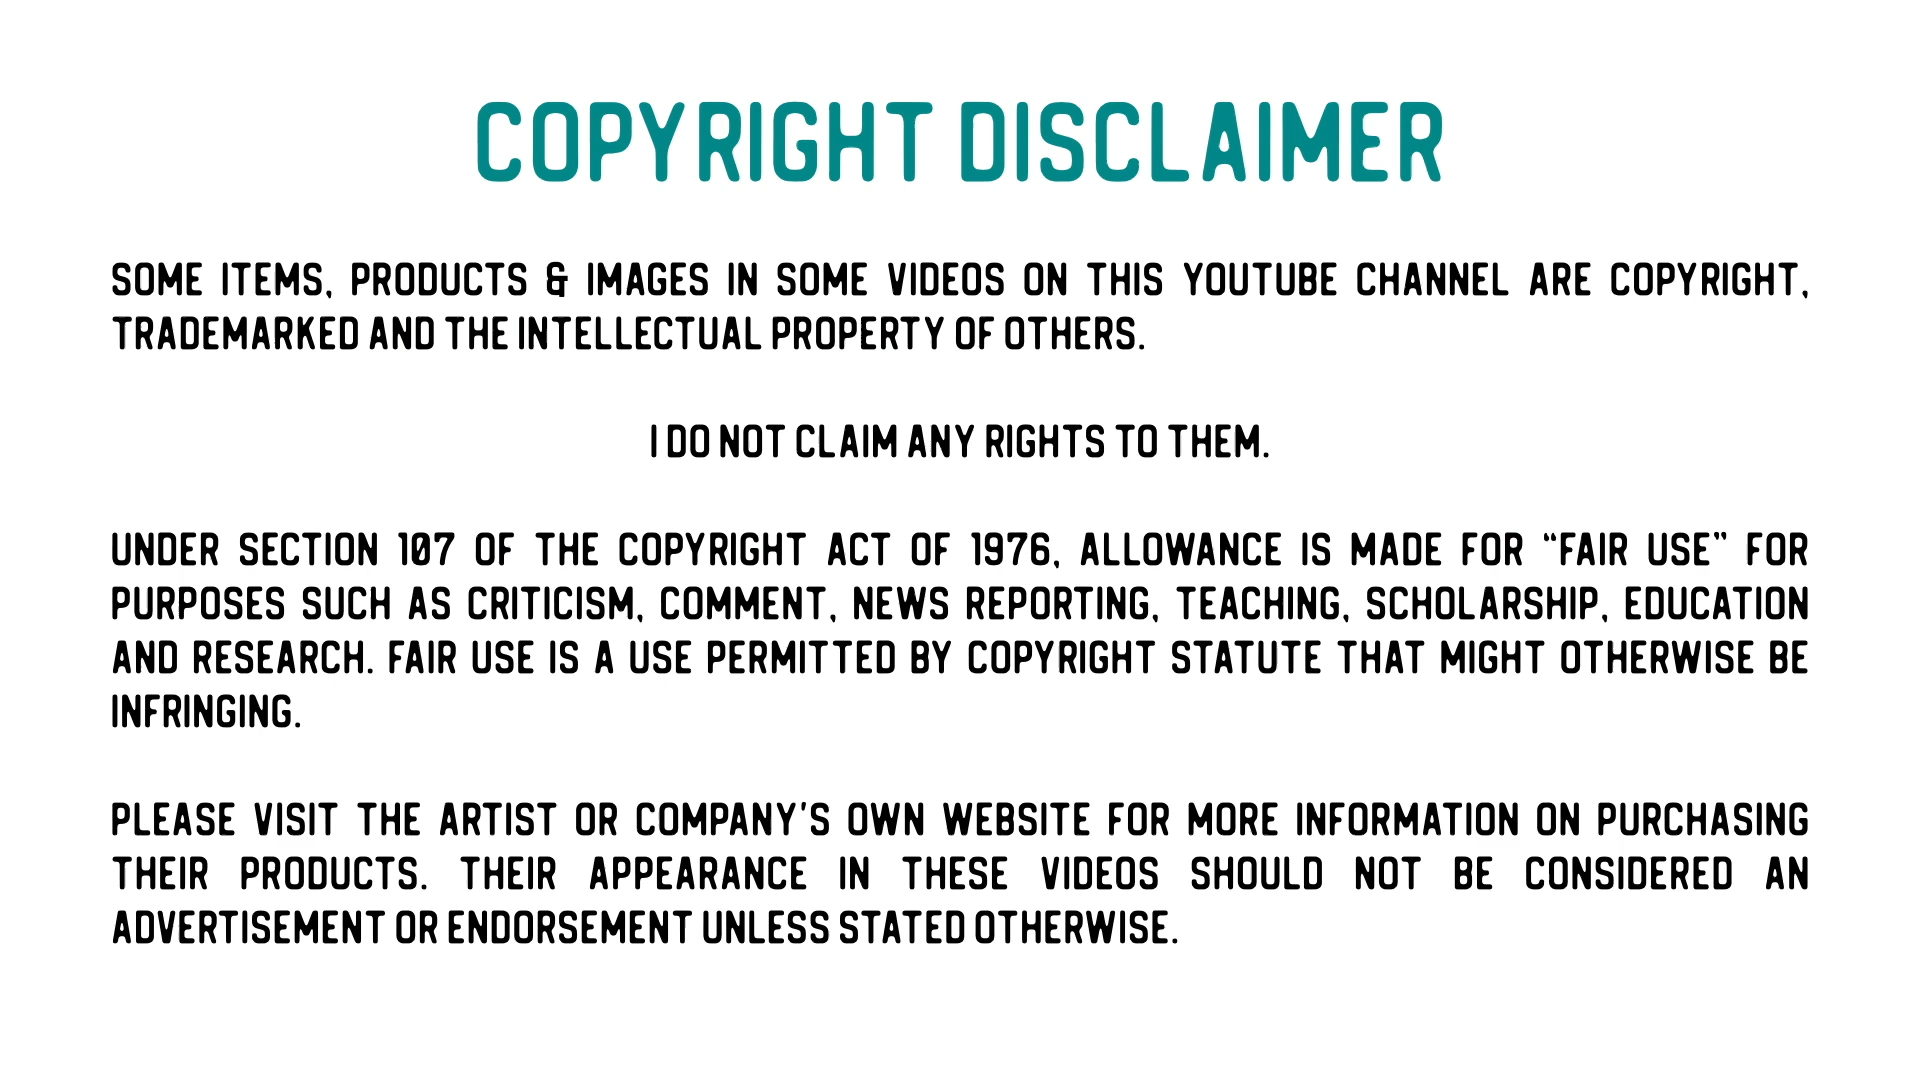 COPYRIGHT DISCLAIMER
SOME ITEMS, PRODUCTS & IMAGES IN SOME VIDEOS ON THIS YOUTUBE CHANNEL ARE COPYRIGHT,
TRADEMARKED AND THE INTELLECTUAL PROPERTY OF OTHERS.
I DO NOT CLAIM ANY RIGHTS TO THEM.
UNDER SECTION 107 OF THE COPYRIGHT ACT OF 1976, ALLOWANCE IS MADE FOR “FAIR USE” FOR
PURPOSES SUCH AS CRITICISM, COMMENT, NEWS REPORTING, TEACHING, SCHOLARSHIP, EDUCATION
AND RESEARCH. FAIR USE IS A USE PERMITTED BY COPYRIGHT STATUTE THAT MIGHT OTHERWISE BE
INFRINGING.
PLEASE VISIT THE ARTIST OR COMPANY'S OWN WEBSITE FOR MORE INFORMATION ON PURCHASING
THEIR PRODUCTS. THEIR APPEARANCE IN THESE VIDEOS SHOULD NOT BE CONSIDERED AN
ADVERTISEMENT OR ENDORSEMENT UNLESS STATED OTHERWISE.